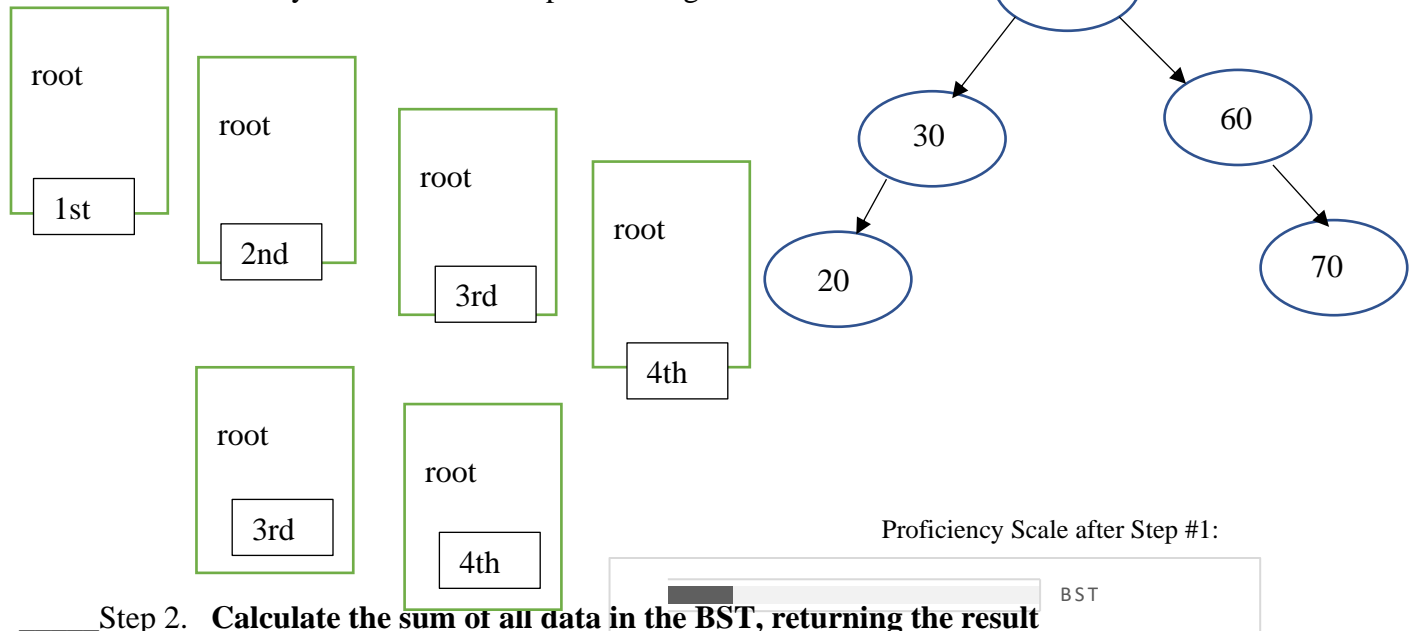 root
1st
root
2nd
root
3rd
root
4th
30
60
20
70
root
3rd
root
4th
Proficiency Scale after Step #1:
BST
Step 2. Calculate the sum of all data in the BST, returning the result